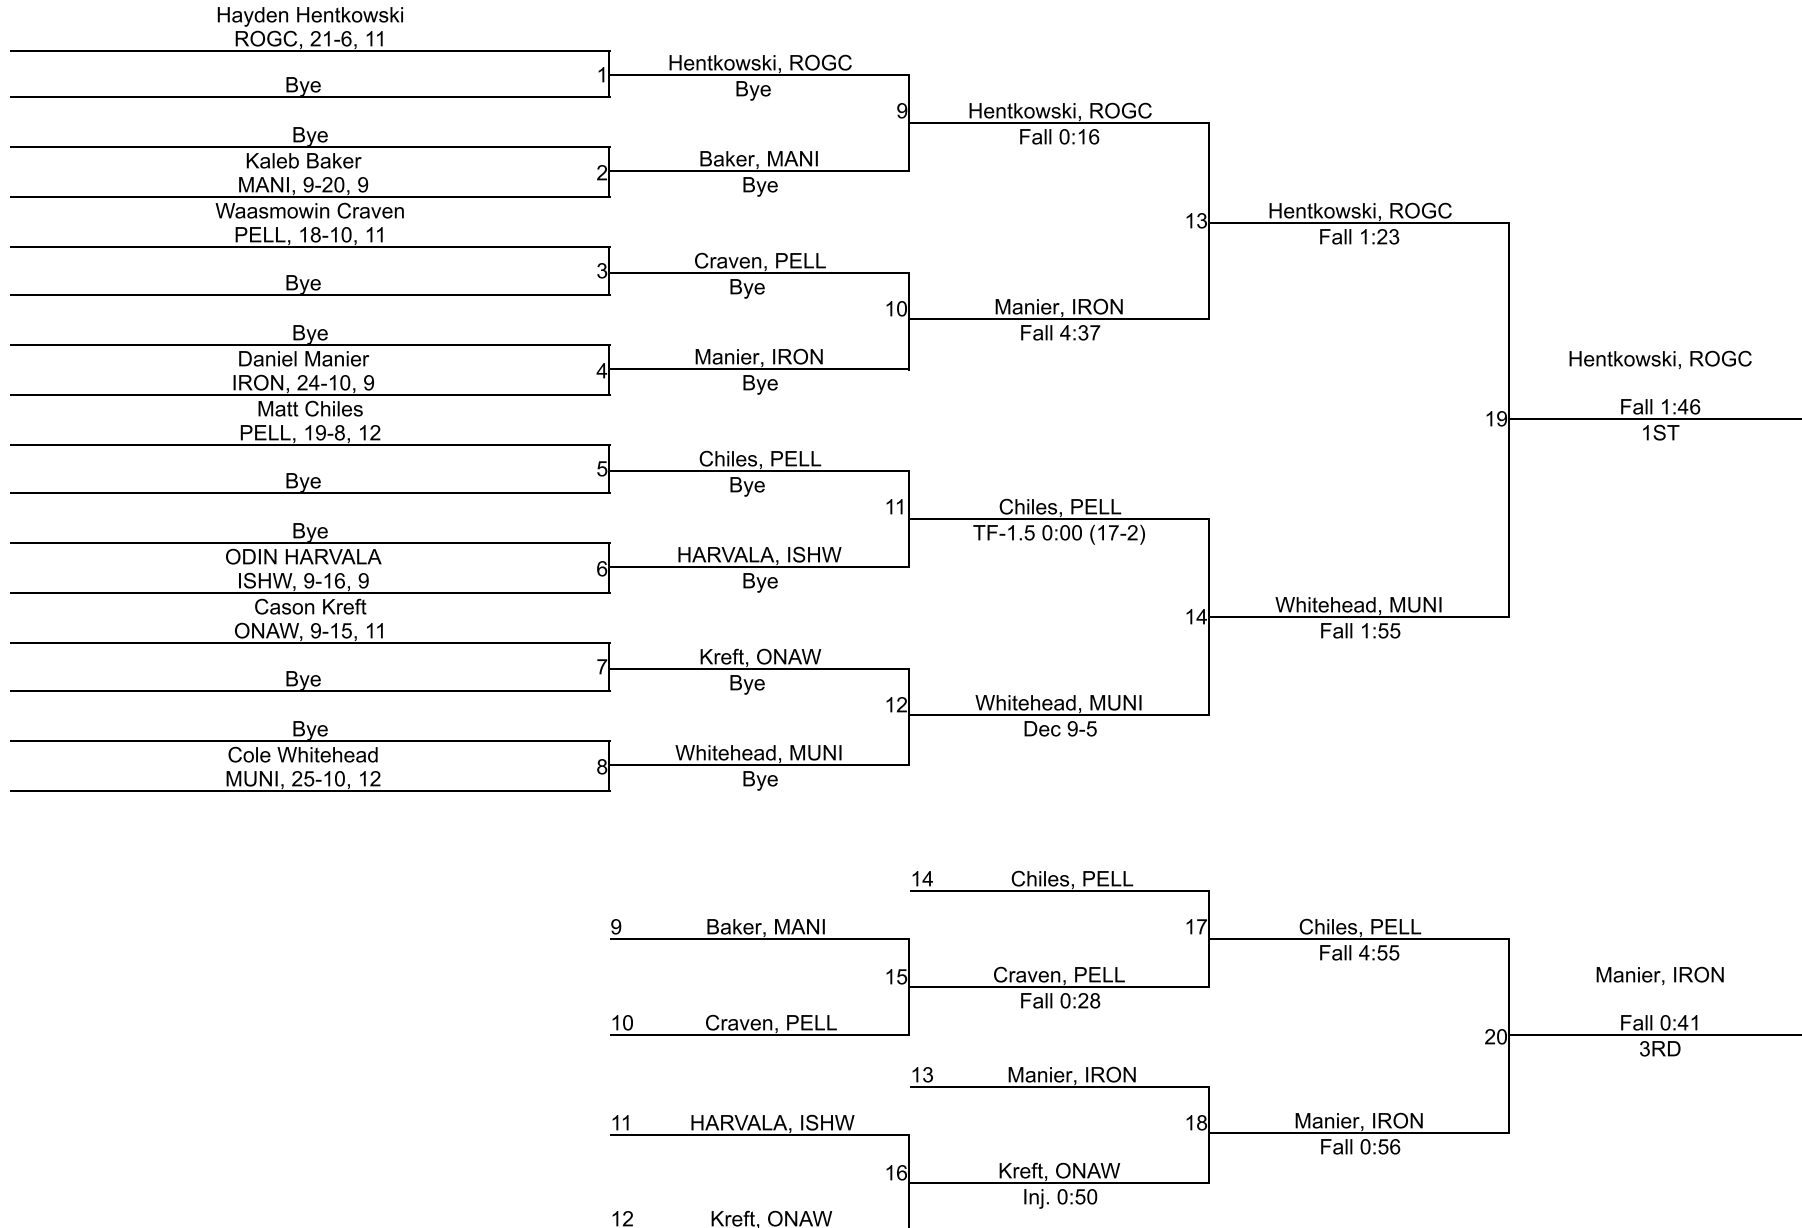 Hayden Hentkowski
ROGC, 21-6, 11
Bye
1
Bye
Kaleb Baker
MANI, 9-20, 9
2
Waasmowin Craven
PELL, 18-10, 11
Bye
3
Bye
Daniel Manier
IRON, 24-10, 9
4
Matt Chiles
PELL, 19-8, 12
Bye
5
Bye
ODIN HARVALA
ISHW, 9-16, 9
6
Cason Kreft
ONAW, 9-15, 11
Bye
7
Bye
Cole Whitehead
MUNI, 25-10, 12
8
Hentkowski, ROGC
Bye
9
Baker, MANI
Bye
Craven, PELL
Bye
10
Manier, IRON
Bye
Chiles, PELL
Bye
11
HARVALA, ISHW
Bye
Kreft, ONAW
Bye
12
Whitehead, MUNI
Bye
Hentkowski, ROGC
Fall 0:16
13
Manier, IRON
Fall 4:37
Chiles, PELL
TF-1.5 0:00 (17-2)
14
Whitehead, MUNI
Dec 9-5
Hentkowski, ROGC
Fall 1:23
19
Whitehead, MUNI
Fall 1:55
Hentkowski, ROGC
Fall 1:46
1ST
9 Baker, MANI
15
10 Craven, PELL
11 HARVALA, ISHW
16
12 Kreft, ONAW
14 Chiles, PELL
17
Craven, PELL
Fall 0:28
13 Manier, IRON
18
Kreft, ONAW
Inj. 0:50
Chiles, PELL
Fall 4:55
20
Manier, IRON
Fall 0:56
Manier, IRON
Fall 0:41
3RD